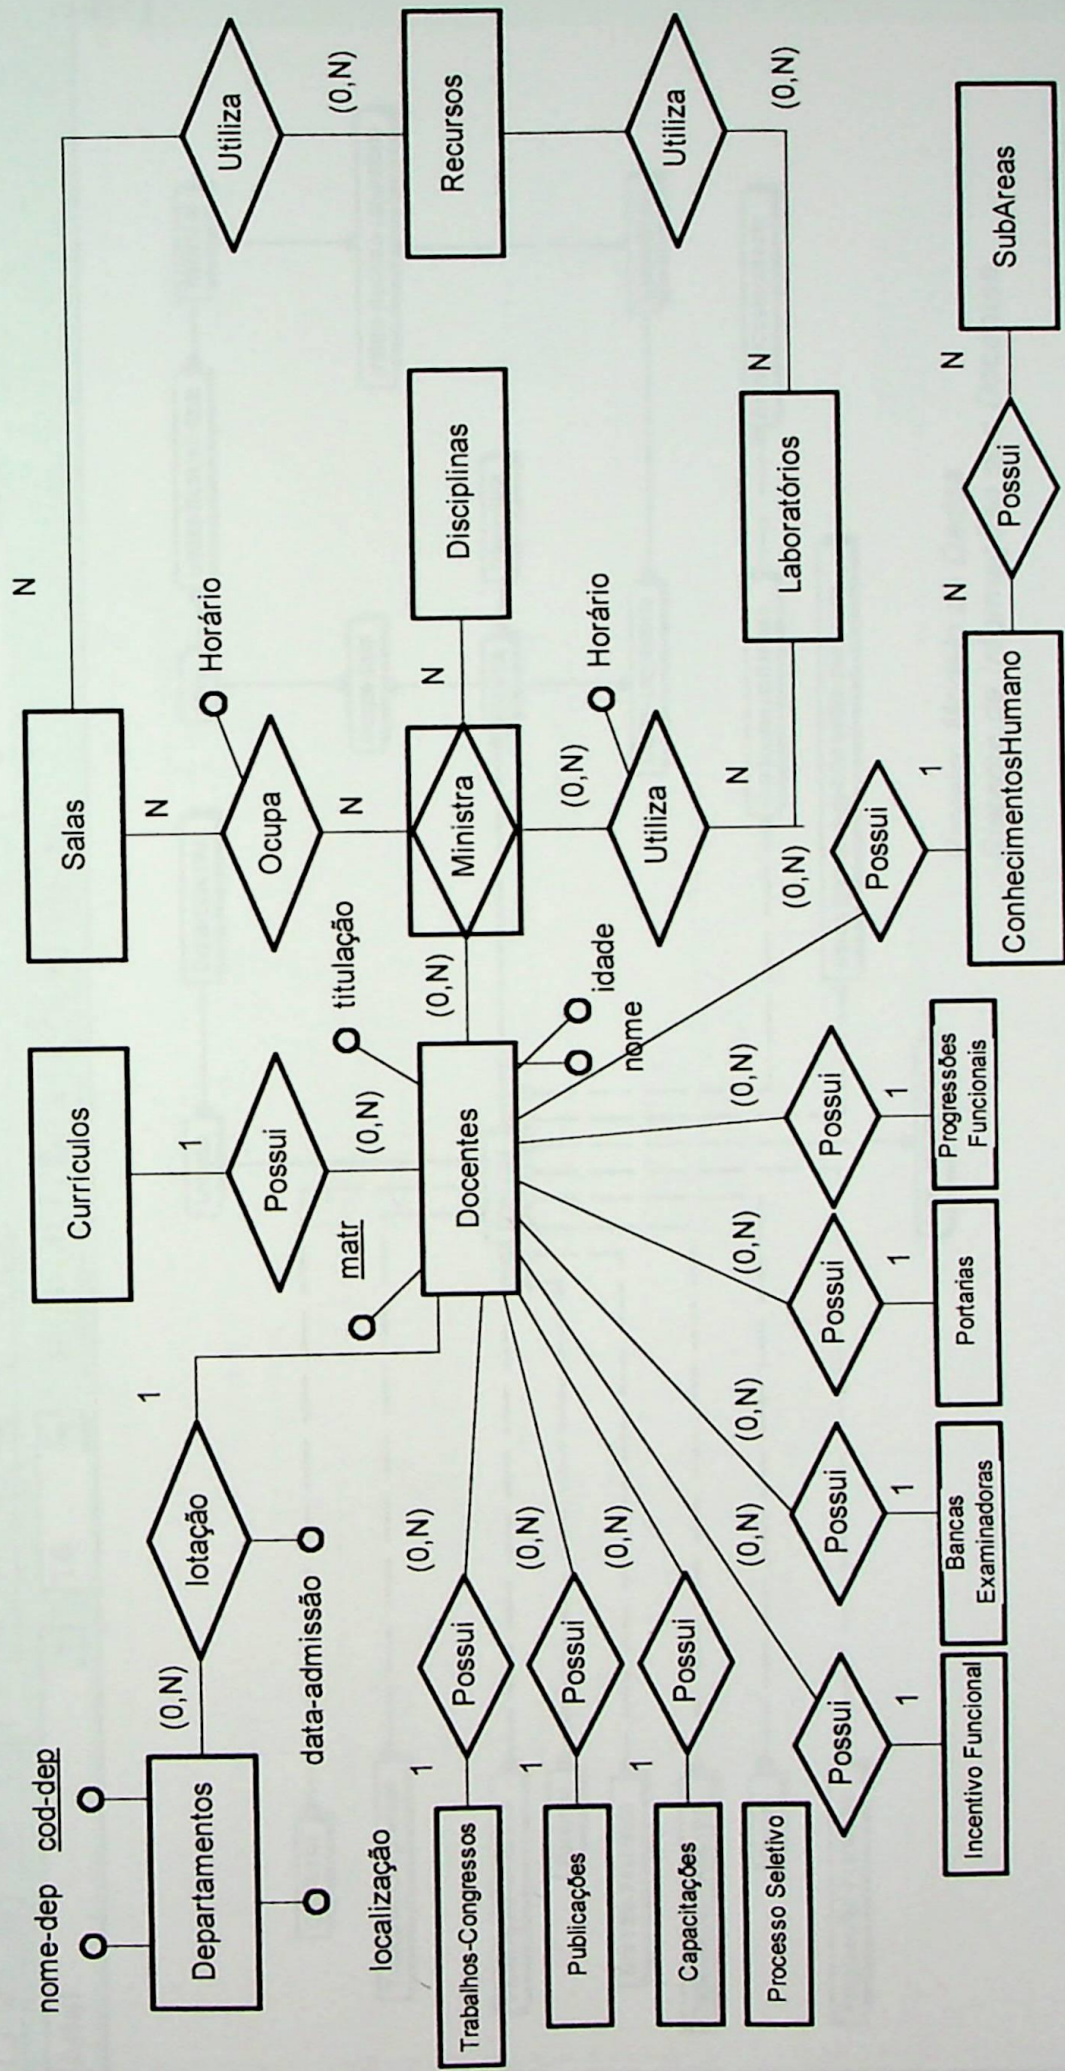 nome-dep
cod-dep
Departamentos
(0,N)
lotação
1
data-admissão
localização
Currículos
1
Possui
(0,N)
matr
titulação
Docentes
idade
nome
(0,N)
Salas
N
N
Ocupa
Horário
N
Ministra
N
Disciplinas
(0,N)
Horário
Utiliza
N
Laboratórios
N
(0,N)
Utiliza
Recursos
(0,N)
Utiliza
Trabalhos-Congressos
1
Possui
(0,N)
Publicações
1
Possui
(0,N)
Capacitações
1
Possui
(0,N)
Processo Seletivo
Incentivo Funcional
1
Possui
(0,N)
Bancas
Examinadoras
1
Possui
(0,N)
Portarias
1
Possui
(0,N)
Progressões
Funcionais
1
Possui
(0,N)
ConhecimentosHumano
1
Possui
(0,N)
N
Possui
N
SubAreas